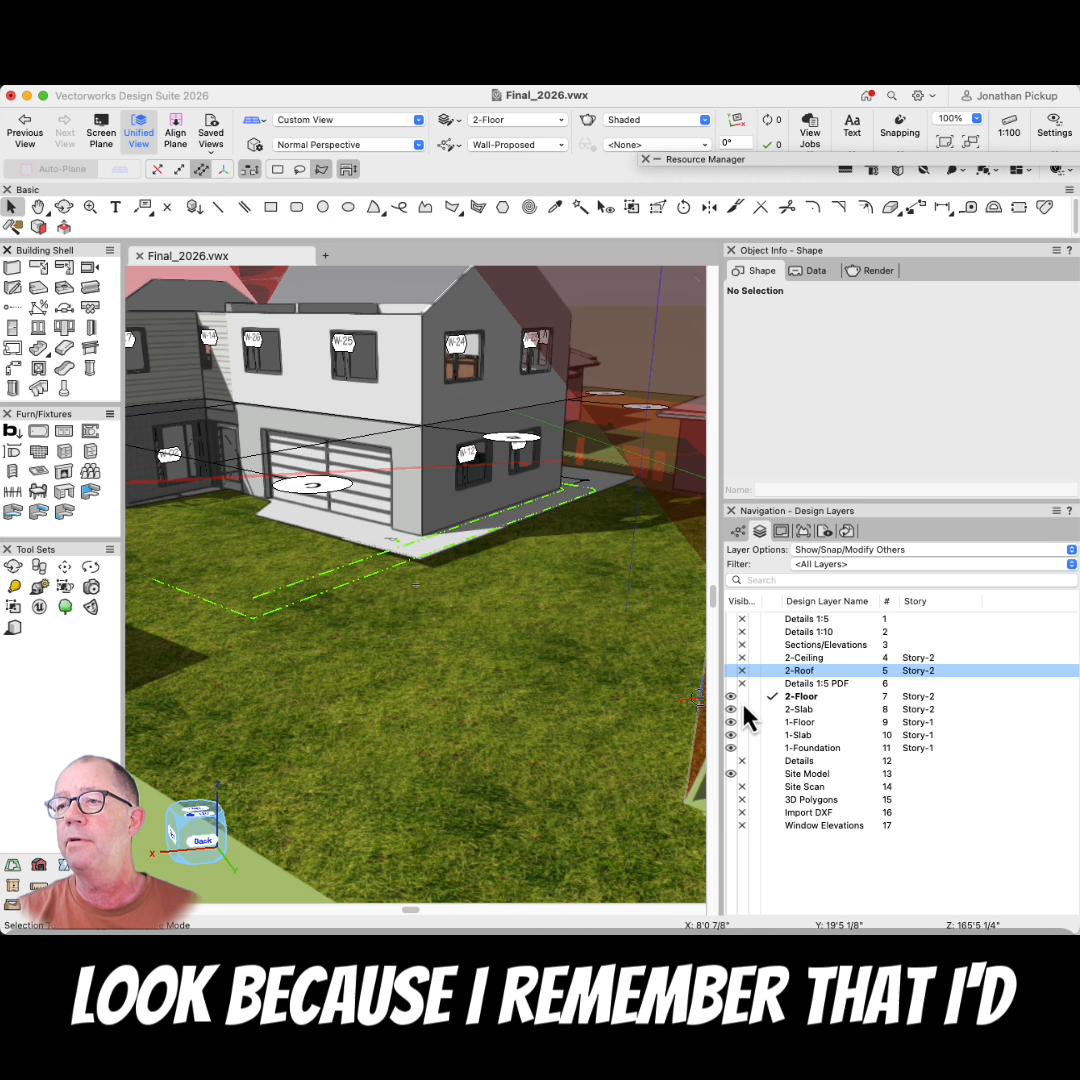 Vectorworks Design Suite 2026
Final_2026.vwx
Jonathan Pickup
Previous View
Next View
Screen Plane
Unified View
Align Plane
Saved Views
Custom View
Normal Perspective
2-Floor
Wall-Proposed
Shaded
<None>
0°
0
0
View Jobs
Text
Snapping
100%
1:100
Settings
Auto-Plane
Resource Manager
Basic
Building Shell
Final_2026.vwx
Object Info - Shape
Shape
Data
Render
No Selection
Name:
Furn/Fixtures
Tool Sets
W-14
W-25
W-24
W-12
W-02
Back
X
Y
Z
Navigation - Design Layers
Layer Options: Show/Snap/Modify Others
Filter: <All Layers>
Search
Visib... Design Layer Name # Story
Details 1:5 1
Details 1:10 2
Sections/Elevations 3
2-Ceiling 4 Story-2
2-Roof 5 Story-2
Details 1:5 PDF 6
2-Floor 7 Story-2
2-Slab 8 Story-2
1-Floor 9 Story-1
1-Slab 10 Story-1
1-Foundation 11 Story-1
Details 12
Site Model 13
Site Scan 14
3D Polygons 15
Import DXF 16
Window Elevations 17
Selection
Mode
X: 8'0 7/8"
Y: 19'5 1/8"
Z: 165'5 1/4"
LOOK BECAUSE I REMEMBER THAT I'D